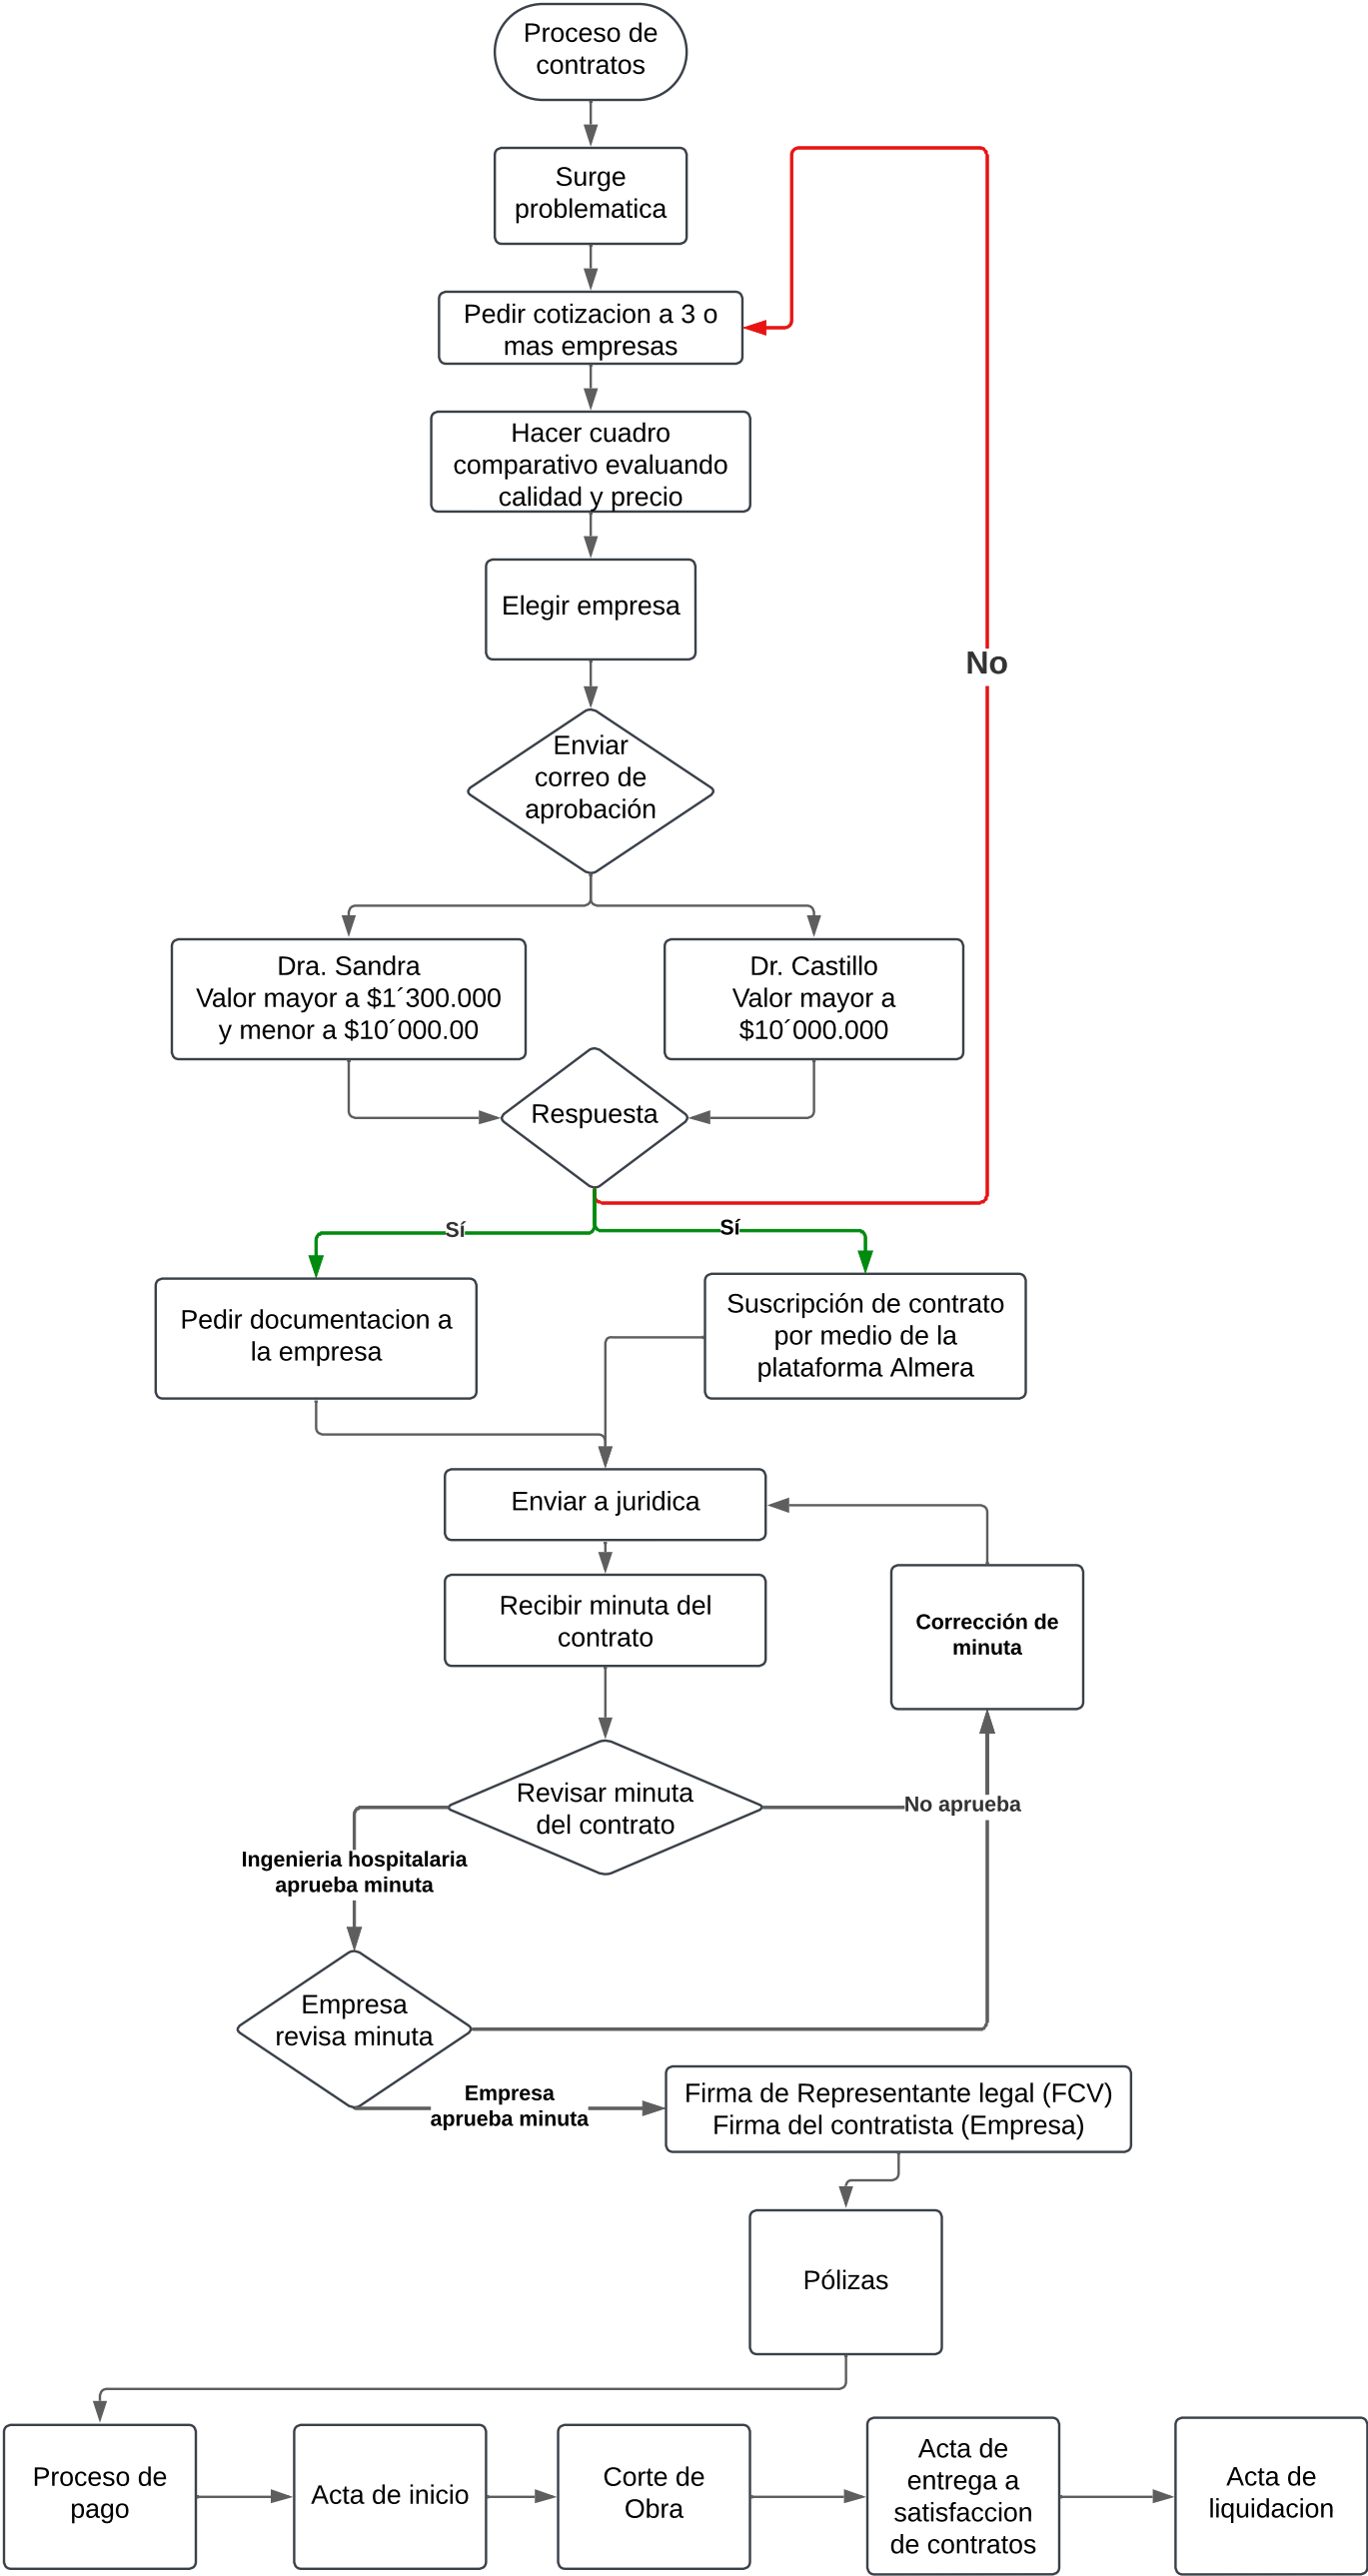 Proceso de
contratos
Surge
problematica
Pedir cotizacion a 3 o
mas empresas
Hacer cuadro
comparativo evaluando
calidad y precio
Elegir empresa
No
Enviar
correo de
aprobación
Dra. Sandra
Valor mayor a $1´300.000
y menor a $10´000.00
Dr. Castillo
Valor mayor a
$10´000.000
Respuesta
Sí
Sí
Pedir documentacion a
la empresa
Suscripción de contrato
por medio de la
plataforma Almera
Enviar a juridica
Recibir minuta del
contrato
Corrección de
minuta
Revisar minuta
del contrato
No aprueba
Ingenieria hospitalaria
aprueba minuta
Empresa
revisa minuta
Empresa
aprueba minuta
Firma de Representante legal (FCV)
Firma del contratista (Empresa)
Pólizas
Proceso de
pago
Acta de inicio
Corte de
Obra
Acta de
entrega a
satisfaccion
de contratos
Acta de
liquidacion